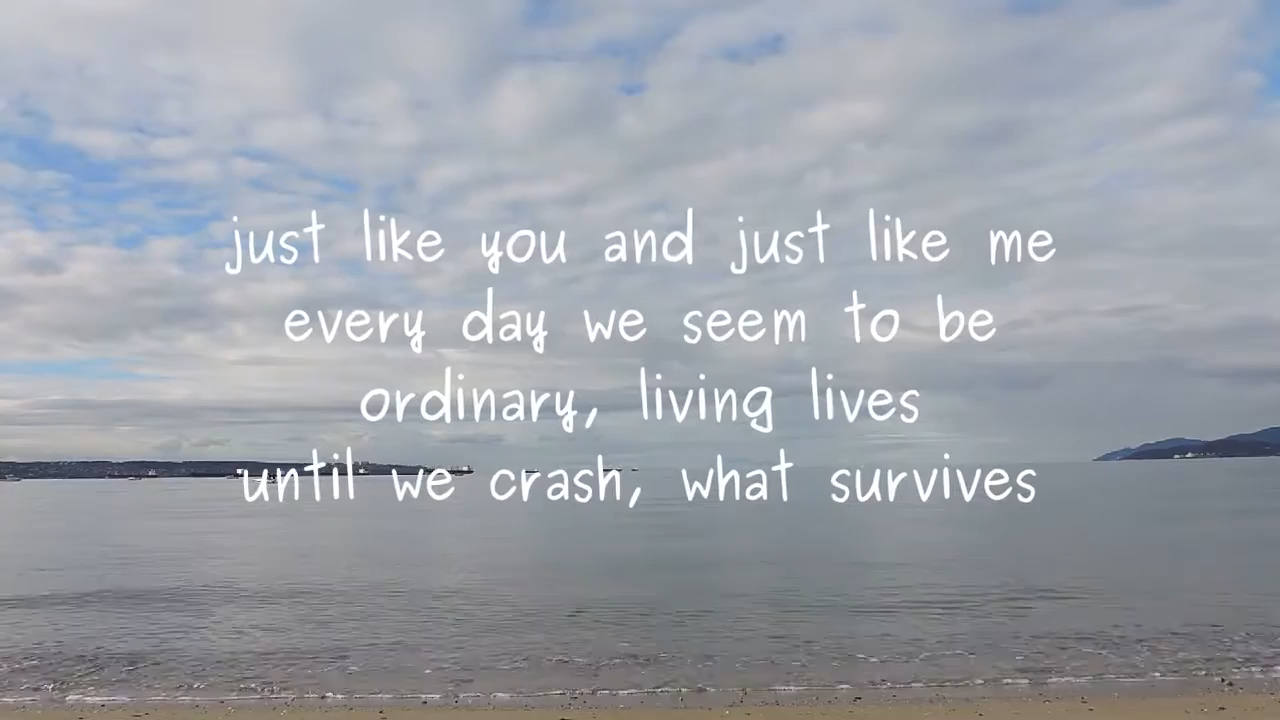 just like you and just like me
every day we seem to be
ordinary, living lives
until we crash, what survives